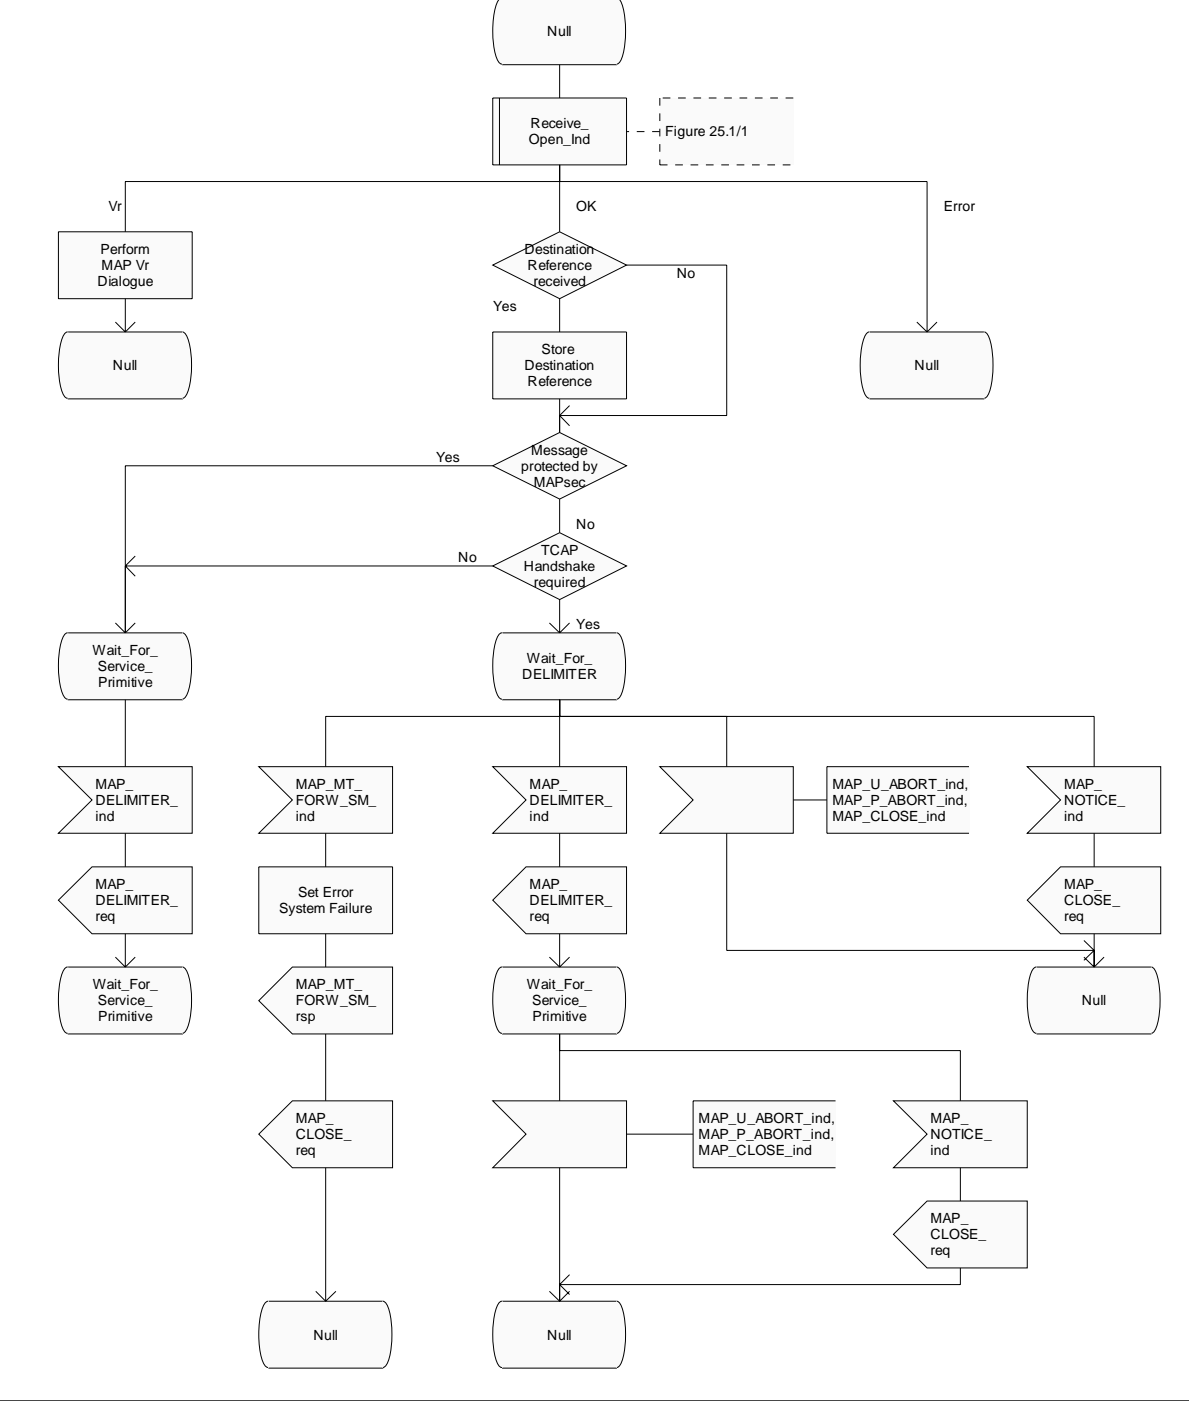 Null
Receive_
Open_Ind
Figure 25.1/1
Vr
OK
Error
Perform
MAP Vr
Dialogue
Destination
Reference
received
No
Yes
Null
Store
Destination
Reference
Null
Yes
Message
protected by
MAPsec
No
No
TCAP
Handshake
required
Yes
Wait_For_
Service_
Primitive
Wait_For_
DELIMITER
MAP_
DELIMITER_
ind
MAP_MT_
FORW_SM_
ind
MAP_
DELIMITER_
ind
MAP_U_ABORT_ind,
MAP_P_ABORT_ind,
MAP_CLOSE_ind
MAP_
NOTICE_
ind
MAP_
DELIMITER_
req
Set Error
System Failure
MAP_
DELIMITER_
req
MAP_
CLOSE_
req
Wait_For_
Service_
Primitive
MAP_MT_
FORW_SM_
rsp
Wait_For_
Service_
Primitive
Null
MAP_
CLOSE_
req
MAP_U_ABORT_ind,
MAP_P_ABORT_ind,
MAP_CLOSE_ind
MAP_
NOTICE_
ind
MAP_
CLOSE_
req
Null
Null